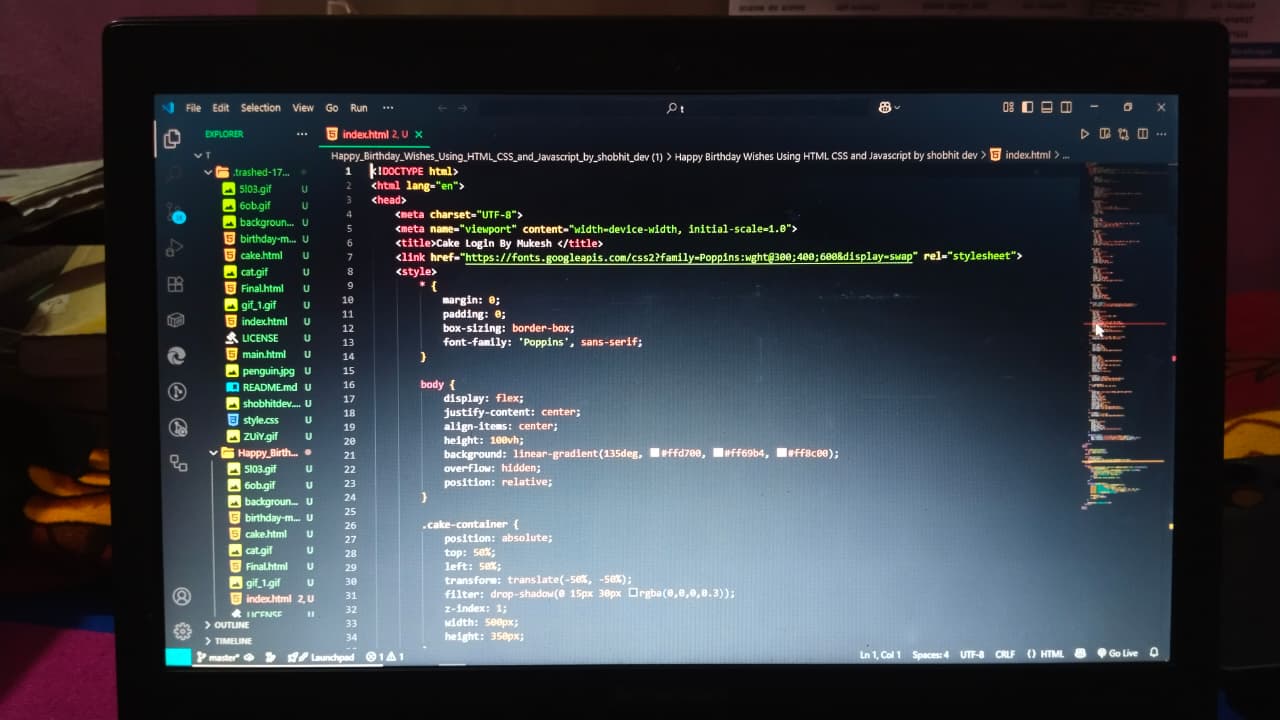 File Edit Selection View Go Run ··· t
EXPLORER ··· index.html 2, U
T
.trashed-17...
5l03.gif U
6ob.gif U
backgroun... U
birthday-m... U
cake.html U
cat.gif U
Final.html U
gif_1.gif U
index.html U
LICENSE U
main.html U
penguin.jpg U
README.md U
shobhitdev.... U
style.css U
ZUiY.gif U
Happy_Birth...
5l03.gif U
6ob.gif U
backgroun... U
birthday-m... U
cake.html U
cat.gif U
Final.html U
gif_1.gif U
index.html 2, U
LICENSE U
OUTLINE
TIMELINE
Happy_Birthday_Wishes_Using_HTML_CSS_and_Javascript_by_shobhit_dev (1) > Happy Birthday Wishes Using HTML CSS and Javascript by shobhit dev > index.html > ...
1 <!DOCTYPE html>
2 <html lang="en">
3 <head>
4 <meta charset="UTF-8">
5 <meta name="viewport" content="width=device-width, initial-scale=1.0">
6 <title>Cake Login By Mukesh </title>
7 <link href="https://fonts.googleapis.com/css2?family=Poppins:wght@300;400;600&display=swap" rel="stylesheet">
8 <style>
9 * {
10 margin: 0;
11 padding: 0;
12 box-sizing: border-box;
13 font-family: 'Poppins', sans-serif;
14 }
15
16 body {
17 display: flex;
18 justify-content: center;
19 align-items: center;
20 height: 100vh;
21 background: linear-gradient(135deg, #ffd700, #ff69b4, #ff8c00);
22 overflow: hidden;
23 position: relative;
24 }
25
26 .cake-container {
27 position: absolute;
28 top: 50%;
29 left: 50%;
30 transform: translate(-50%, -50%);
31 filter: drop-shadow(0 15px 30px rgba(0,0,0,0.3));
32 z-index: 1;
33 width: 500px;
34 height: 350px;
master* Launchpad 1 1 Ln 1, Col 1 Spaces: 4 UTF-8 CRLF {} HTML Go Live